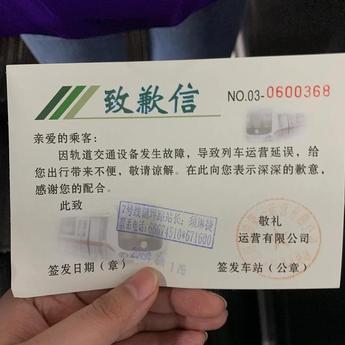 致歉信
NO.03-0600368
亲爱的乘客：
因轨道交通设备发生故障，导致列车运营延误，给
您出行带来不便，敬请谅解。在此向您表示深深的歉意，
感谢您的配合。
此致
敬礼
运营有限公司
签发日期（章）
签发车站（公章）